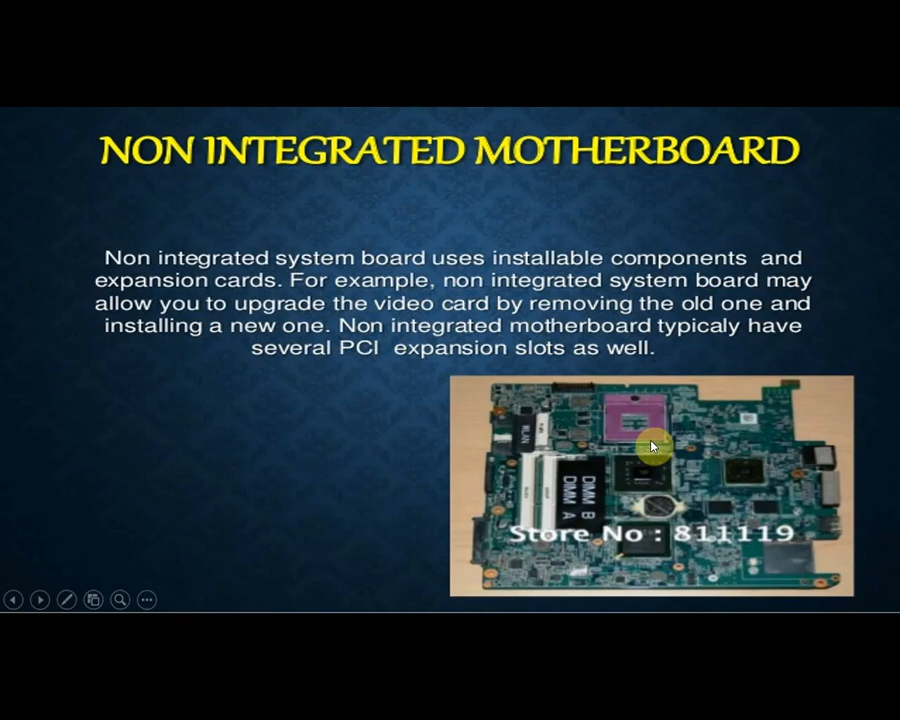 NON INTEGRATED MOTHERBOARD
Non integrated system board uses installable components and
expansion cards. For example, non integrated system board may
allow you to upgrade the video card by removing the old one and
installing a new one. Non integrated motherboard typicaly have
several PCI expansion slots as well.
WLAN
DIMM B
DIMM A
Store No : 811119